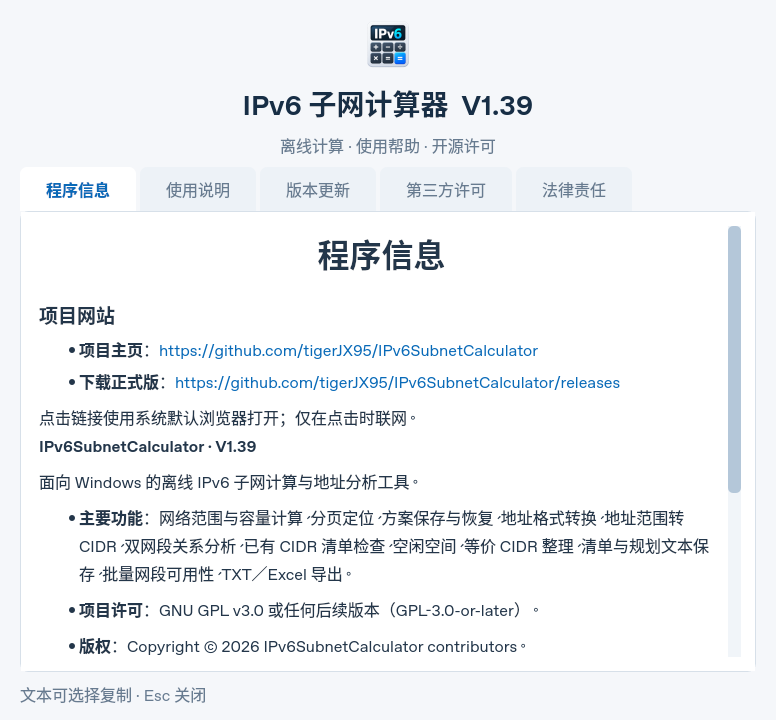 IPv6
IPv6 子网计算器 V1.39
离线计算 · 使用帮助 · 开源许可
程序信息 使用说明 版本更新 第三方许可 法律责任
程序信息
项目网站
• 项目主页：https://github.com/tigerJX95/IPv6SubnetCalculator
• 下载正式版：https://github.com/tigerJX95/IPv6SubnetCalculator/releases
点击链接使用系统默认浏览器打开；仅在点击时联网。
IPv6SubnetCalculator · V1.39
面向 Windows 的离线 IPv6 子网计算与地址分析工具。
• 主要功能：网络范围与容量计算、分页定位、方案保存与恢复、地址格式转换、地址范围转
CIDR、双网段关系分析、已有 CIDR 清单检查、空闲空间、等价 CIDR 整理、清单与规划文本保
存、批量网段可用性、TXT／Excel 导出。
• 项目许可：GNU GPL v3.0 或任何后续版本（GPL-3.0-or-later）。
• 版权：Copyright © 2026 IPv6SubnetCalculator contributors。
文本可选择复制 · Esc 关闭